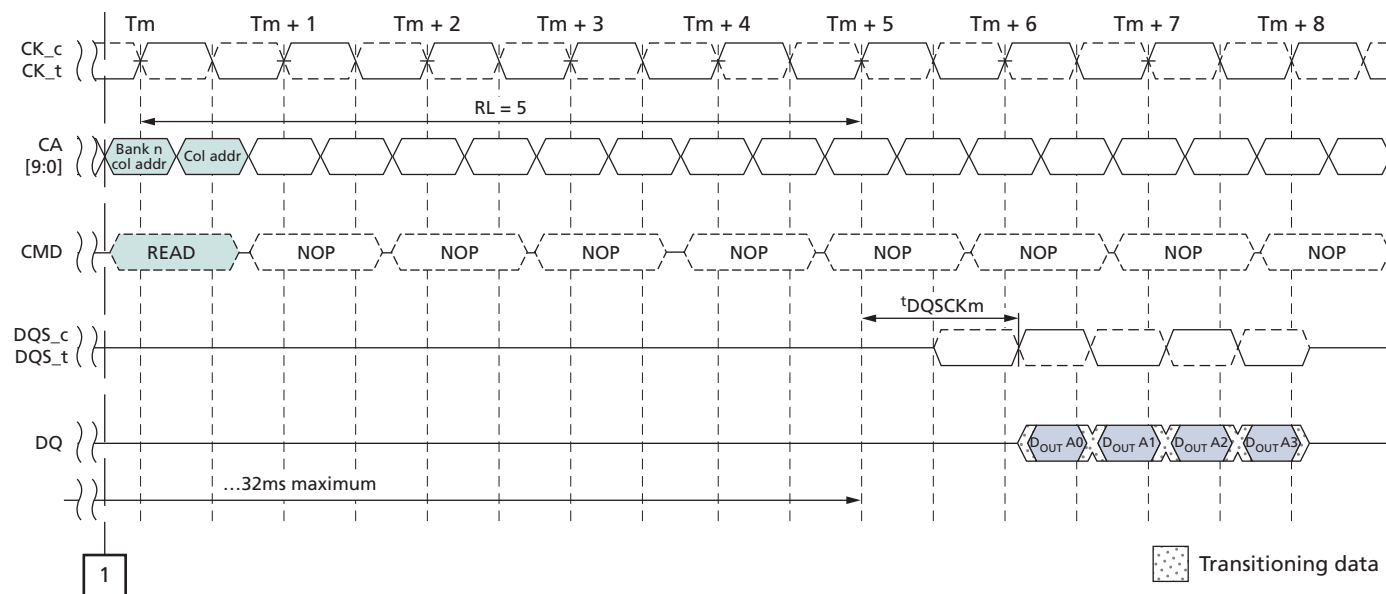 Tm Tm + 1 Tm + 2 Tm + 3 Tm + 4 Tm + 5 Tm + 6 Tm + 7 Tm + 8
CK_c
CK_t
RL = 5
CA
[9:0]
Bank n
col addr
Col addr
CMD READ NOP NOP NOP NOP NOP NOP NOP NOP
tDQSCKm
DQS_c
DQS_t
DQ DOUT A0 DOUT A1 DOUT A2 DOUT A3
...32ms maximum
1
Transitioning data